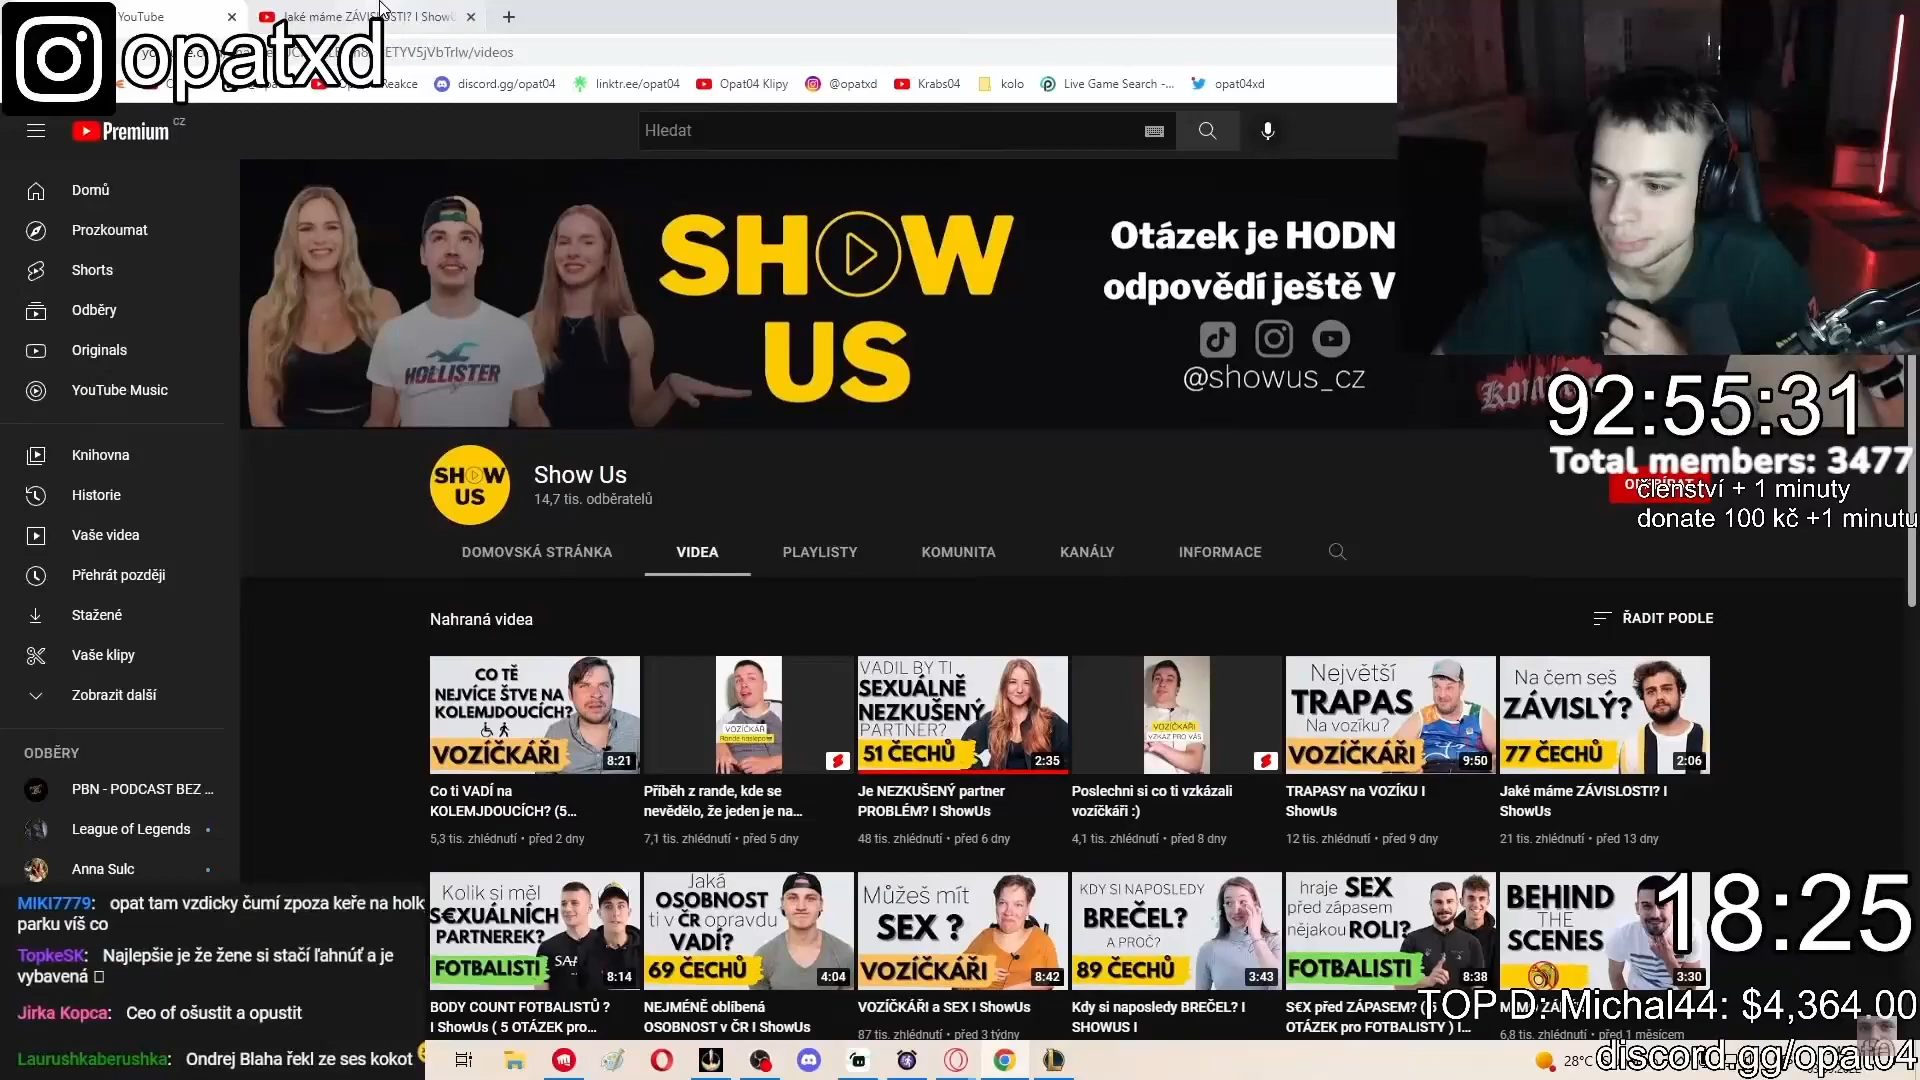 YouTube
Jaké máme ZÁVISLOSTI? I Show
opatxd
ETYV5jVbTrIw/videos
Reakce
discord.gg/opat04
linktr.ee/opat04
Opat04 Klipy
@opatxd
Krabs04
kolo
Live Game Search -...
opat04xd
Premium CZ
Hledat
Domů
Prozkoumat
Shorts
Odběry
Originals
YouTube Music
Knihovna
Historie
Vaše videa
Přehrát později
Stažené
Vaše klipy
Zobrazit další
ODBĚRY
PBN - PODCAST BEZ ...
League of Legends
Anna Sulc
HOLLISTER
SHOW
US
Otázek je HODN
odpovědí ještě V
@showus_cz
92:55:31
Total members: 3477
členství + 1 minuty
donate 100 kč +1 minutu
SHOW
US
Show Us
14,7 tis. odběratelů
DOMOVSKÁ STRÁNKA
VIDEA
PLAYLISTY
KOMUNITA
KANÁLY
INFORMACE
Nahraná videa
ŘADIT PODLE
CO TĚ
NEJVÍCE ŠTVE NA
KOLEMJDOUCÍCH?
VOZÍČKÁŘI
8:21
Co ti VADÍ na
KOLEMJDOUCÍCH? (5...
5,3 tis. zhlédnutí • před 2 dny
VOZÍČKÁŘ
Rande naslepo
Příběh z rande, kde se
nevědělo, že jeden je na...
7,1 tis. zhlédnutí • před 5 dny
VADIL BY TI
SEXUÁLNĚ
NEZKUŠENÝ
PARTNER?
51 ČECHŮ
2:35
Je NEZKUŠENÝ partner
PROBLÉM? I ShowUs
48 tis. zhlédnutí • před 6 dny
VOZÍČKÁŘI
VZKAZ PRO VÁS
Poslechni si co ti vzkázali
vozíčkáři :)
4,1 tis. zhlédnutí • před 8 dny
Největší
TRAPAS
Na vozíku?
VOZÍČKÁŘI
9:50
TRAPASY na VOZÍKU I
ShowUs
12 tis. zhlédnutí • před 9 dny
Na čem seš
ZÁVISLÝ?
77 ČECHŮ
2:06
Jaké máme ZÁVISLOSTI? I
ShowUs
21 tis. zhlédnutí • před 13 dny
Kolik si měl
S€XUÁLNÍCH
PARTNEREK?
FOTBALISTI
8:14
BODY COUNT FOTBALISTŮ ?
I ShowUs ( 5 OTÁZEK pro...
Jaká
OSOBNOST
ti v ČR opravdu
VADÍ?
69 ČECHŮ
4:04
NEJMÉNĚ oblíbená
OSOBNOST v ČR I ShowUs
Můžeš mít
SEX ?
VOZÍČKÁŘI
8:42
VOZÍČKÁŘI a SEX I ShowUs
87 tis. zhlédnutí • před 3 týdny
KDY SI NAPOSLEDY
BREČEL?
A PROČ?
89 ČECHŮ
3:43
Kdy si naposledy BREČEL? I
SHOWUS I
hraje SEX
před zápasem
nějakou ROLI?
FOTBALISTI
8:38
S€X před ZÁPASEM? (5
OTÁZEK pro FOTBALISTY ) I...
BEHIND
THE
SCENES
3:30
6,8 tis. zhlédnutí • před 1 měsícem
18:25
TOP D: Michal44: $4,364.00
discord.gg/opat04
MIKI7779: opat tam vzdicky čumí zpoza keře na holk
parku víš co
TopkeSK: Najlepšie je že žene si stačí ľahnúť a je
vybavená
Jirka Kopca: Ceo of ošustit a opustit
Laurushkaberushka: Ondrej Blaha řekl ze ses kokot
28°C